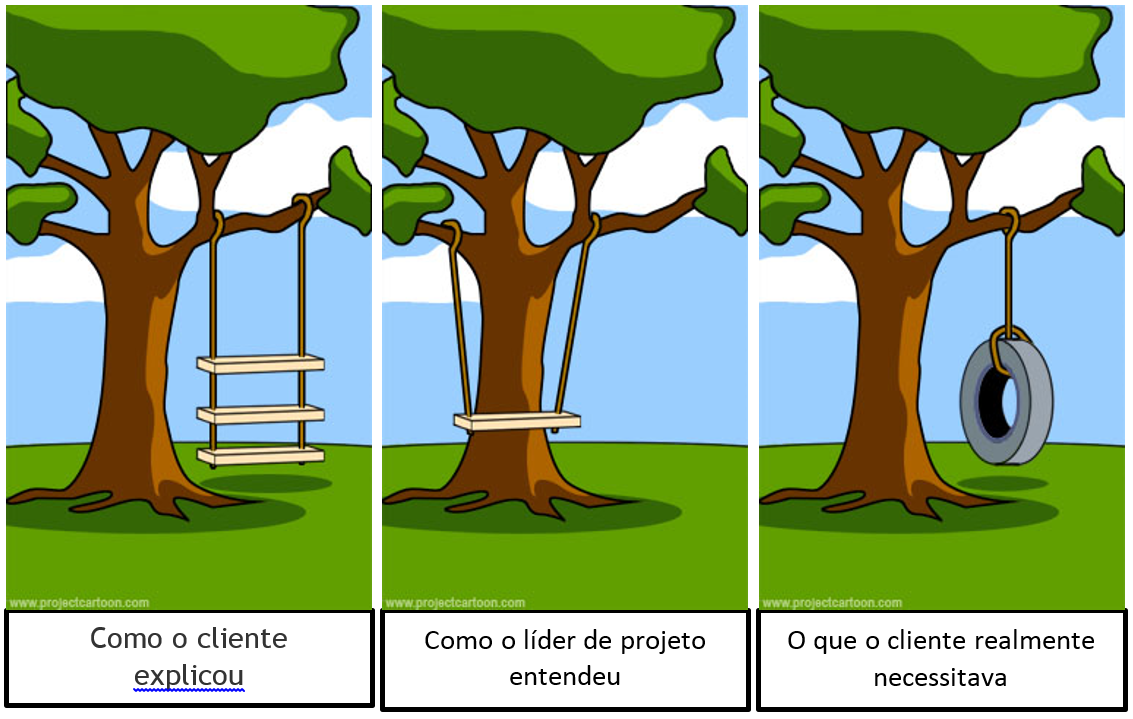 www.projectcartoon.com
www.projectcartoon.com
www.projectcartoon.com
Como o cliente
explicou
Como o líder de projeto
entendeu
O que o cliente realmente
necessitava